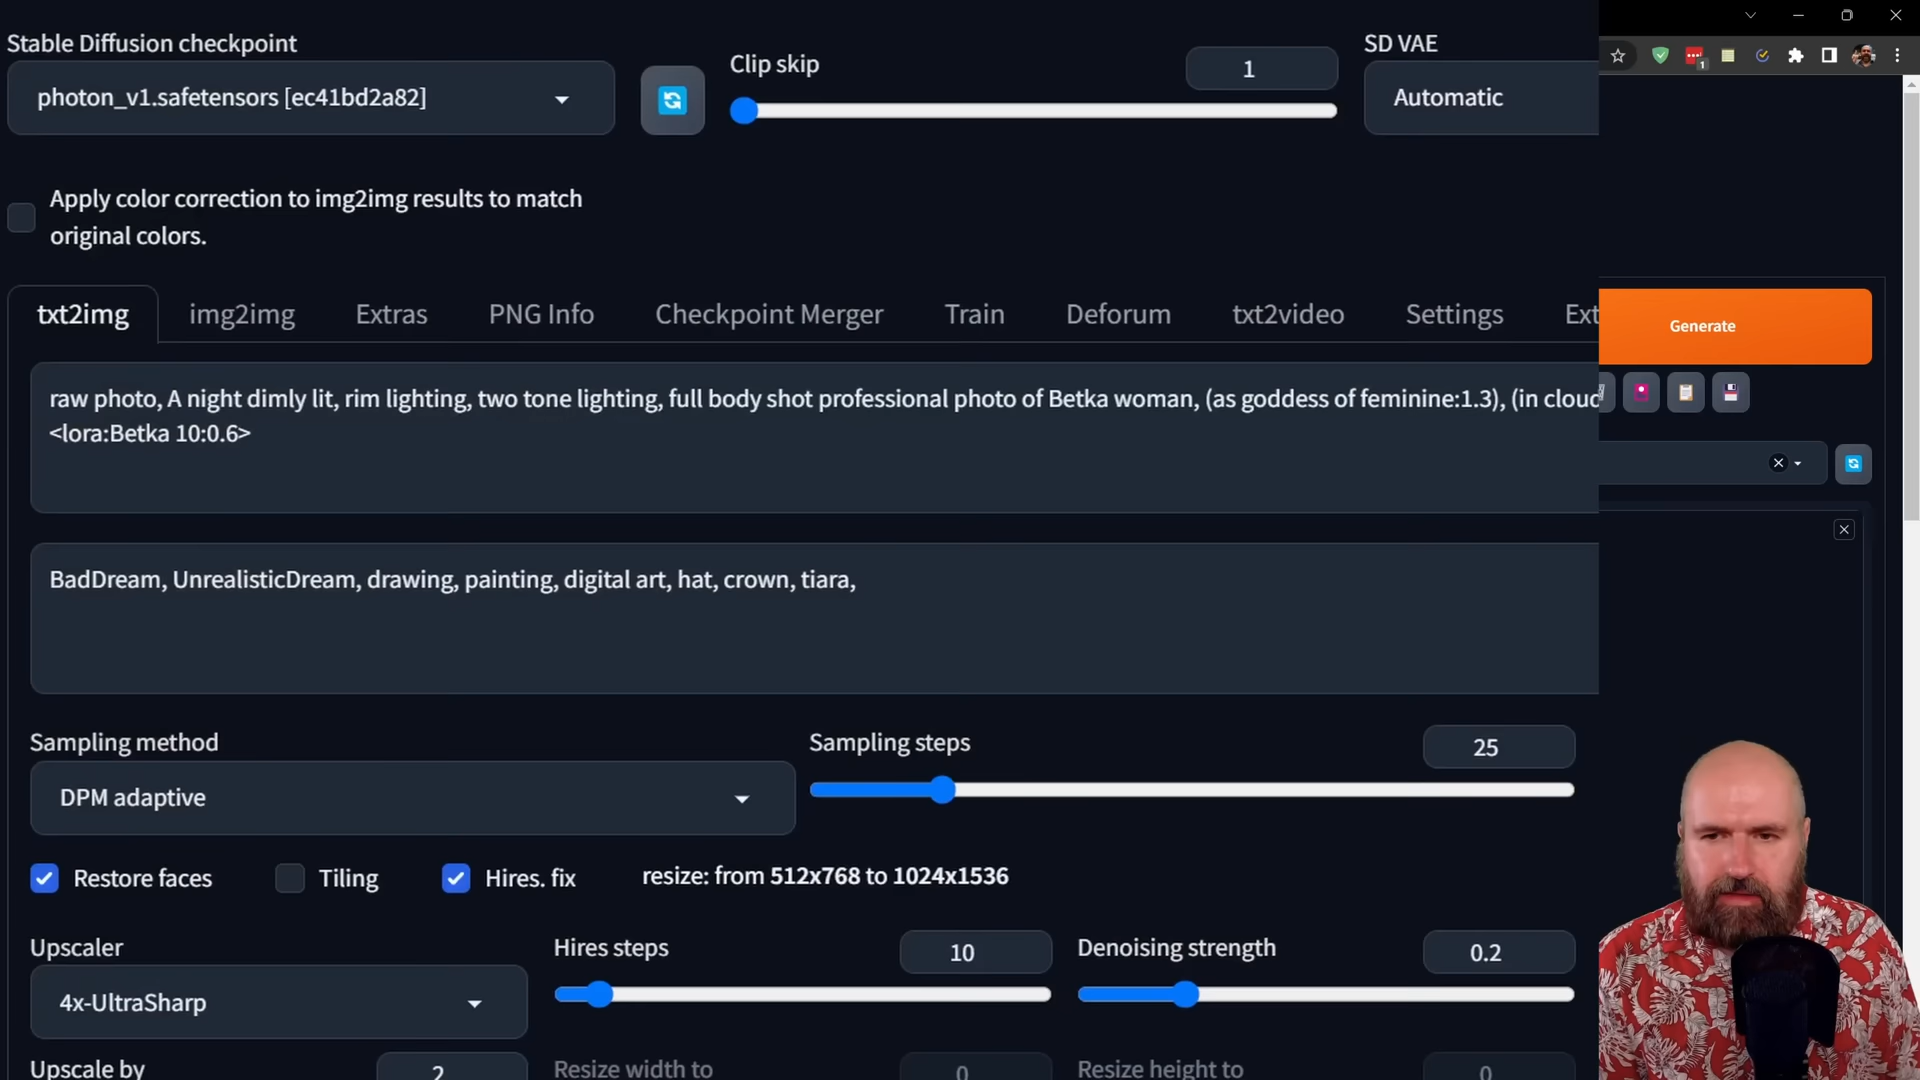 Stable Diffusion checkpoint
photon_v1.safetensors [ec41bd2a82]
Clip skip
1
SD VAE
Automatic
Apply color correction to img2img results to match
original colors.
txt2img img2img Extras PNG Info Checkpoint Merger Train Deforum txt2video Settings Ext
Generate
raw photo, A night dimly lit, rim lighting, two tone lighting, full body shot professional photo of Betka woman, (as goddess of feminine:1.3), (in cloud
<lora:Betka 10:0.6>
BadDream, UnrealisticDream, drawing, painting, digital art, hat, crown, tiara,
Sampling method
DPM adaptive
Sampling steps
25
Restore faces
Tiling
Hires. fix
resize: from 512x768 to 1024x1536
Upscaler
4x-UltraSharp
Hires steps
10
Denoising strength
0.2
Upscale by
2
Resize width to
0
Resize height to
0